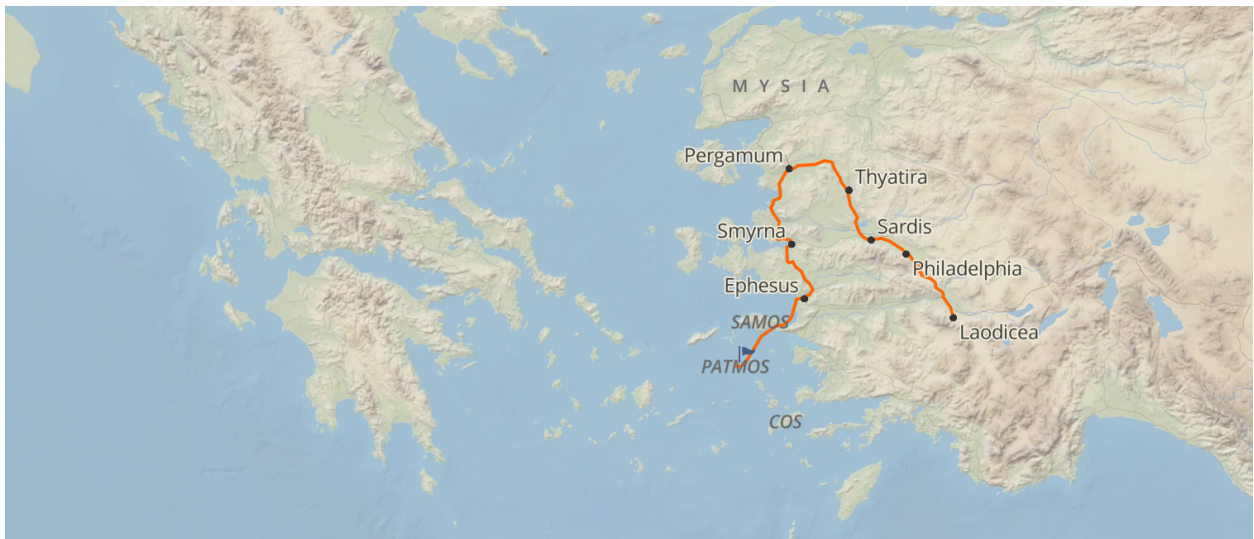 MYSIA
Pergamum
Thyatira
Sardis
Smyrna
Philadelphia
Ephesus
SAMOS
Laodicea
PATMOS
COS